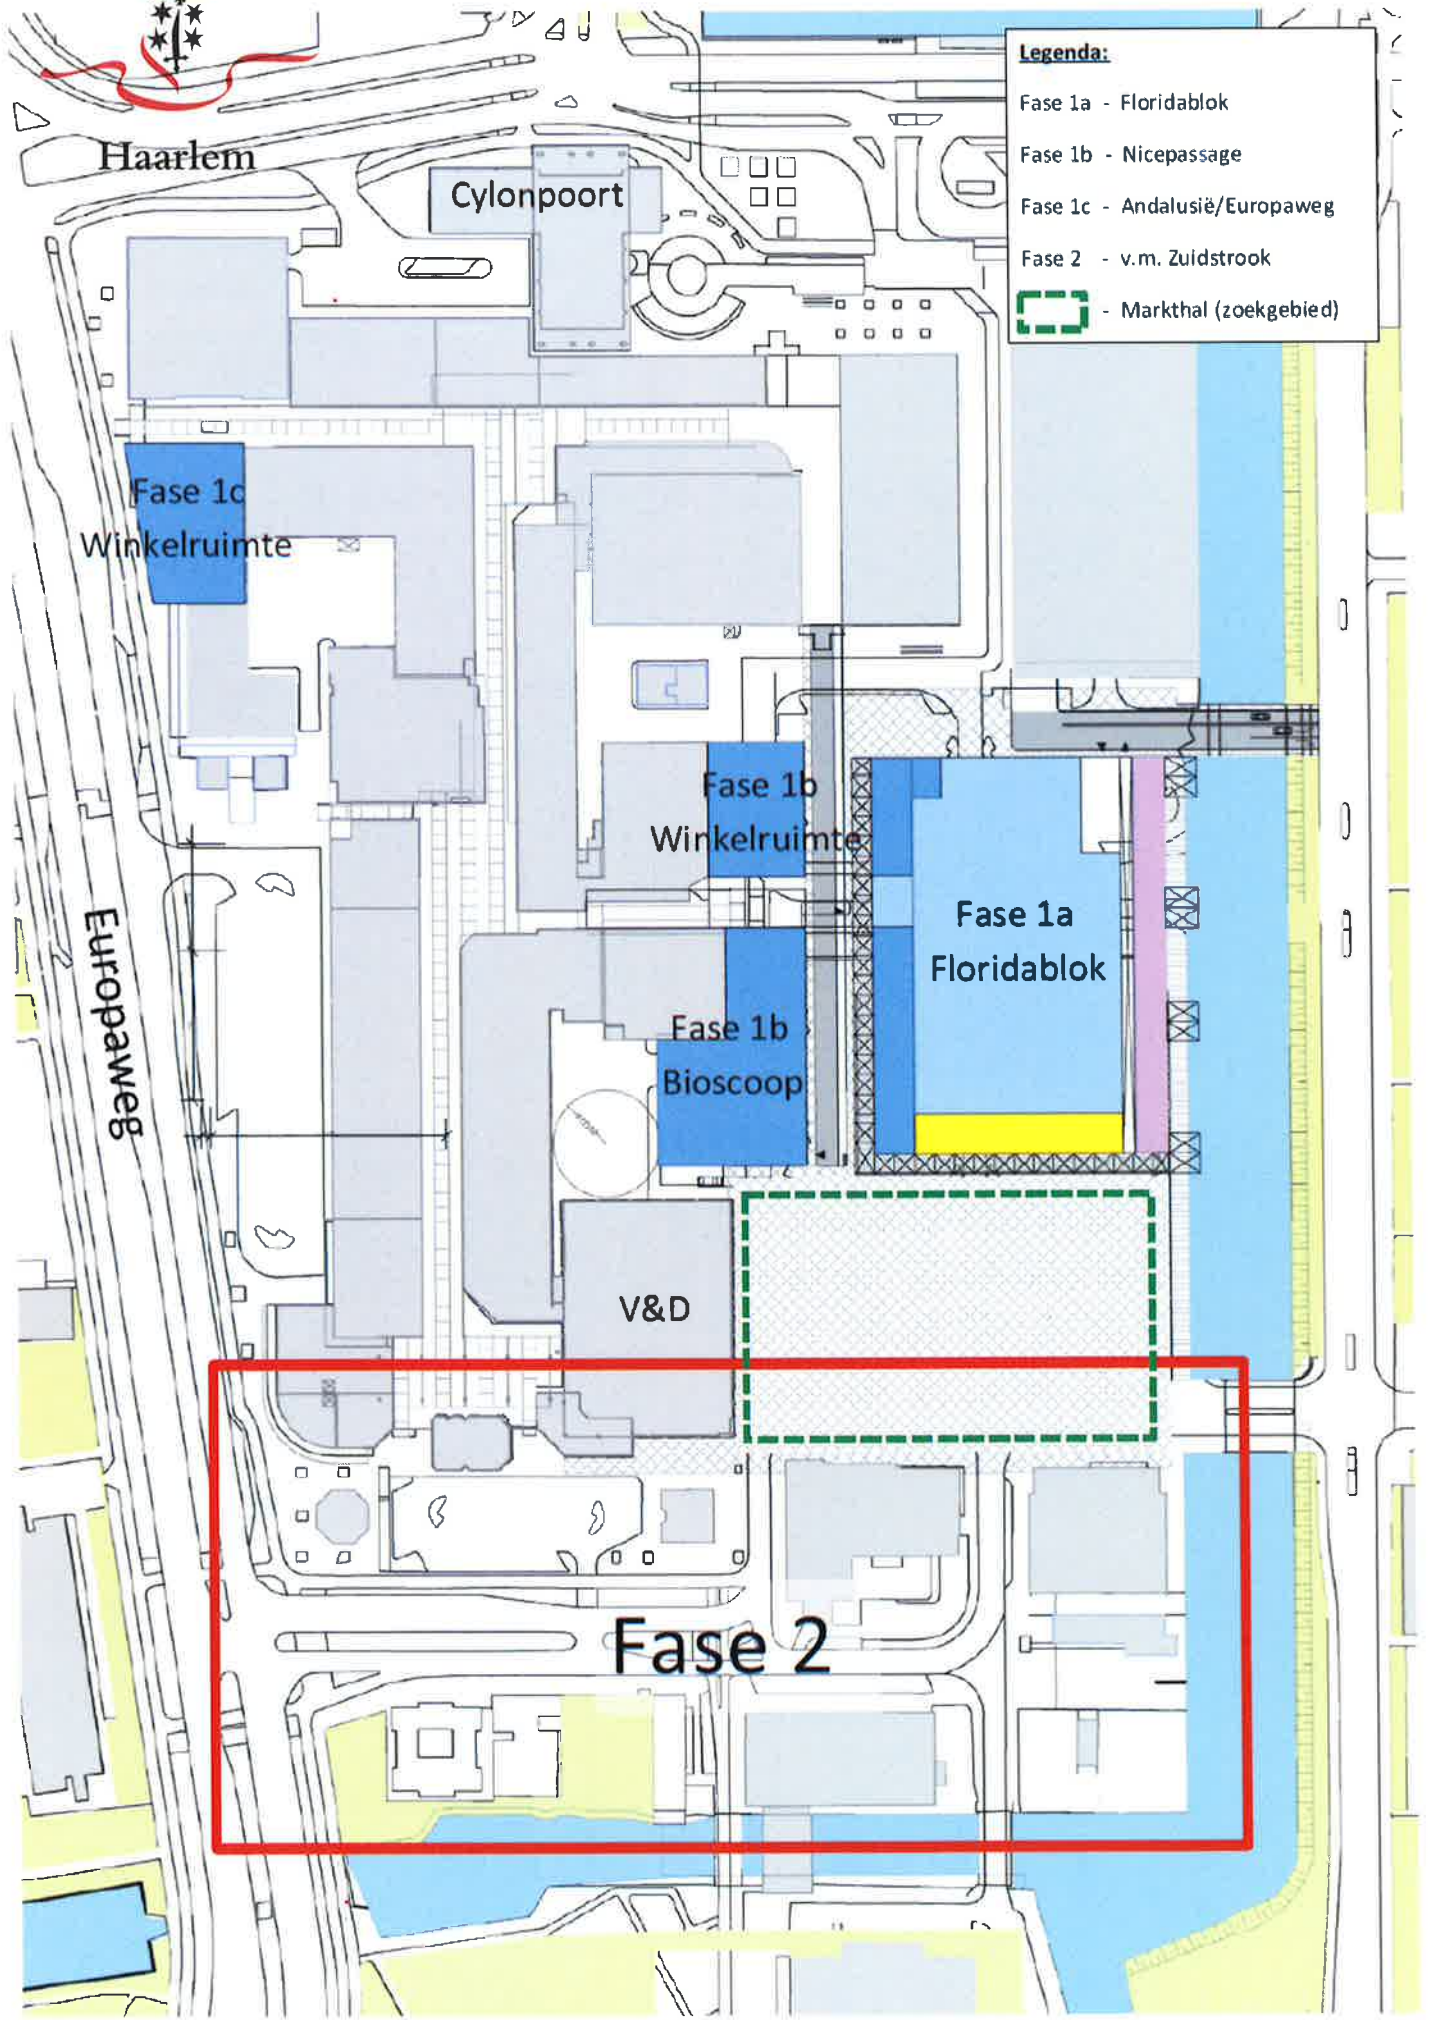 Haarlem
Legenda:
Fase 1a - Floridablok
Fase 1b - Nicepassage
Fase 1c - Andalusië/Europaweg
Fase 2 - v.m. Zuidstrook
- Markthal (zoekgebied)
Cylonpoort
Fase 1c
Winkelruimte
Fase 1b
Winkelruimte
Fase 1a
Floridablok
Europaweg
Fase 1b
Bioscoop
V&D
Fase 2